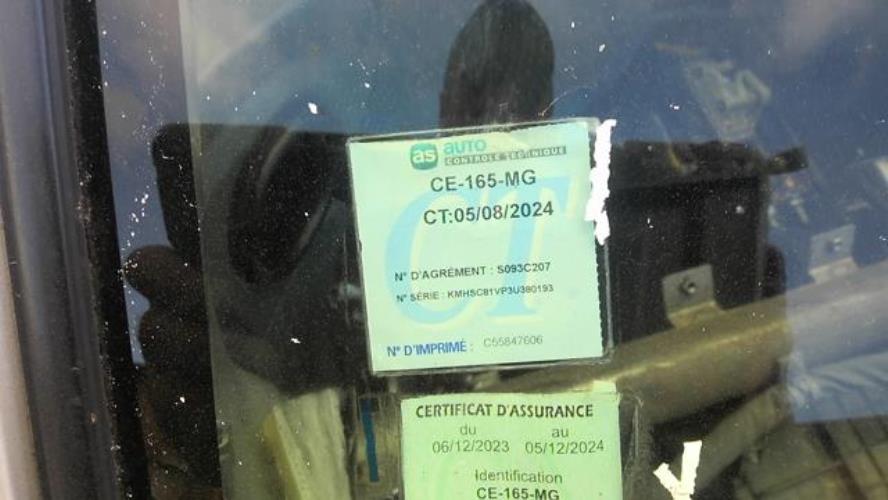 as AUTO
CONTROLE TECHNIQUE
CE-165-MG
CT:05/08/2024
CT
N° D'AGRÉMENT : S093C207
N° SÉRIE : KMHSC81VP3U380193
N° D'IMPRIMÉ : C55847606
CERTIFICAT D'ASSURANCE
du au
06/12/2023 05/12/2024
Identification
CE-165-MG